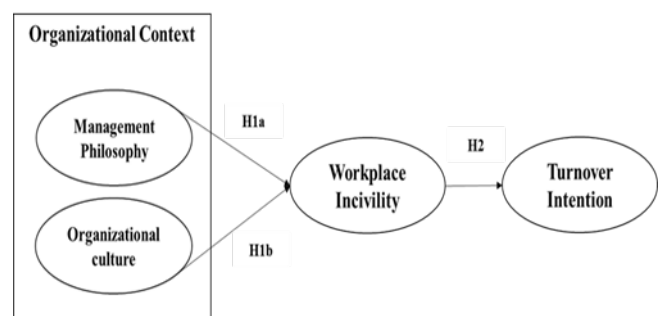 Organizational Context
Management
Philosophy
H1a
Workplace
Incivility
H2
Turnover
Intention
Organizational
culture
H1b